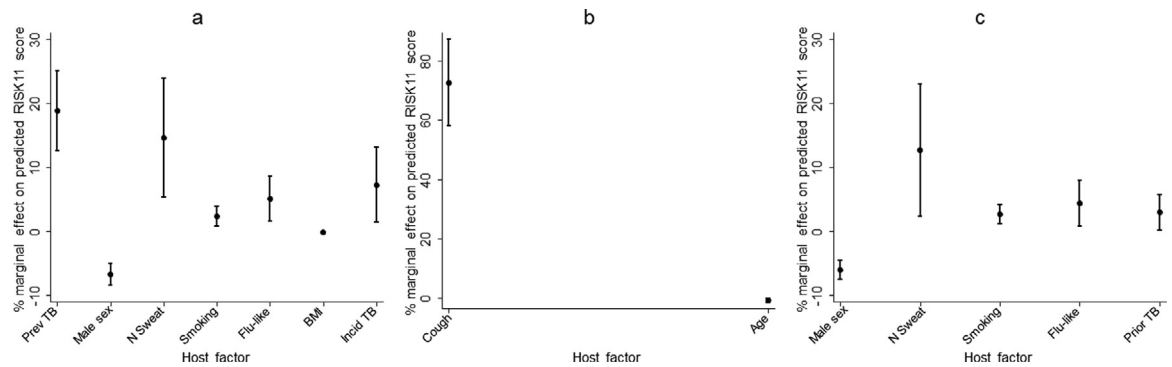 a
% marginal effect on predicted RISK11 score
30
20
10
0
-10
Prev TB
Male sex
N Sweat
Smoking
Flu-like
BMI
Incid TB
Host factor
b
% marginal effect on predicted RISK11 score
80
60
40
20
0
Cough
Age
Host factor
c
% marginal effect on predicted RISK11 score
30
20
10
0
-10
Male sex
N Sweat
Smoking
Flu-like
Prior TB
Host factor